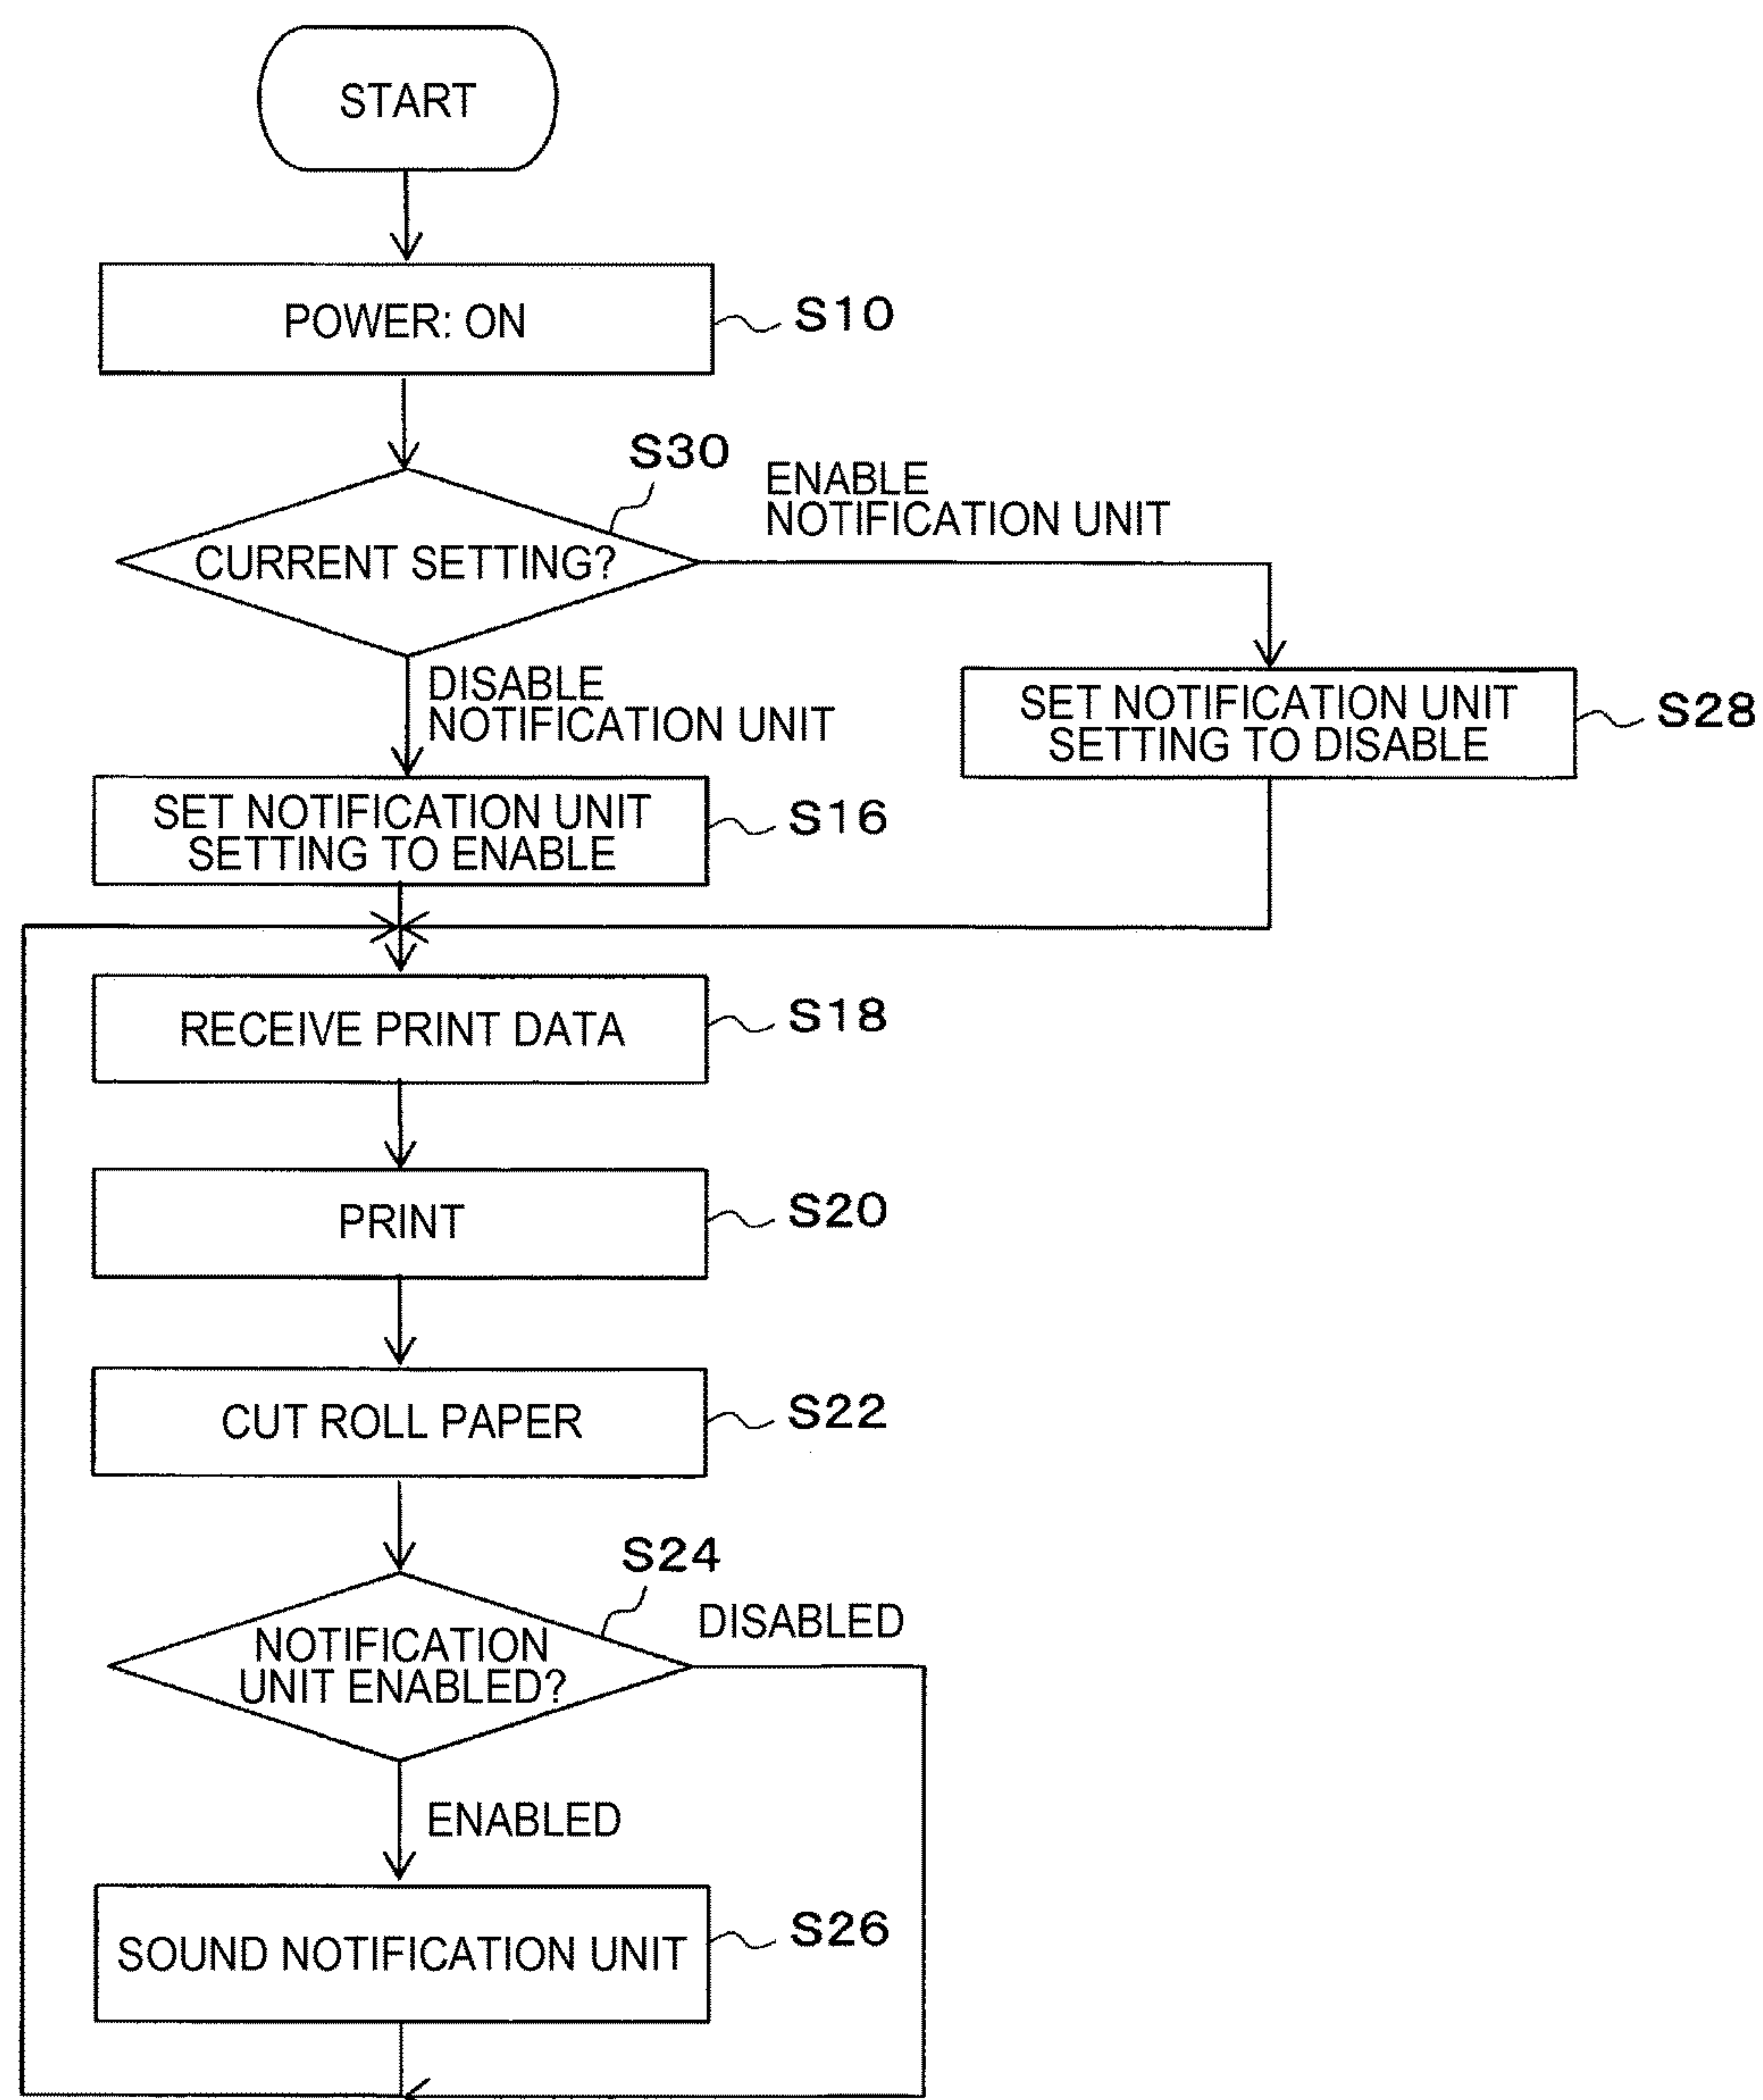 START
POWER: ON
S10
S30
CURRENT SETTING?
ENABLE
NOTIFICATION UNIT
DISABLE
NOTIFICATION UNIT
SET NOTIFICATION UNIT
SETTING TO DISABLE
S28
SET NOTIFICATION UNIT
SETTING TO ENABLE
S16
RECEIVE PRINT DATA
S18
PRINT
S20
CUT ROLL PAPER
S22
S24
NOTIFICATION
UNIT ENABLED?
DISABLED
ENABLED
SOUND NOTIFICATION UNIT
S26